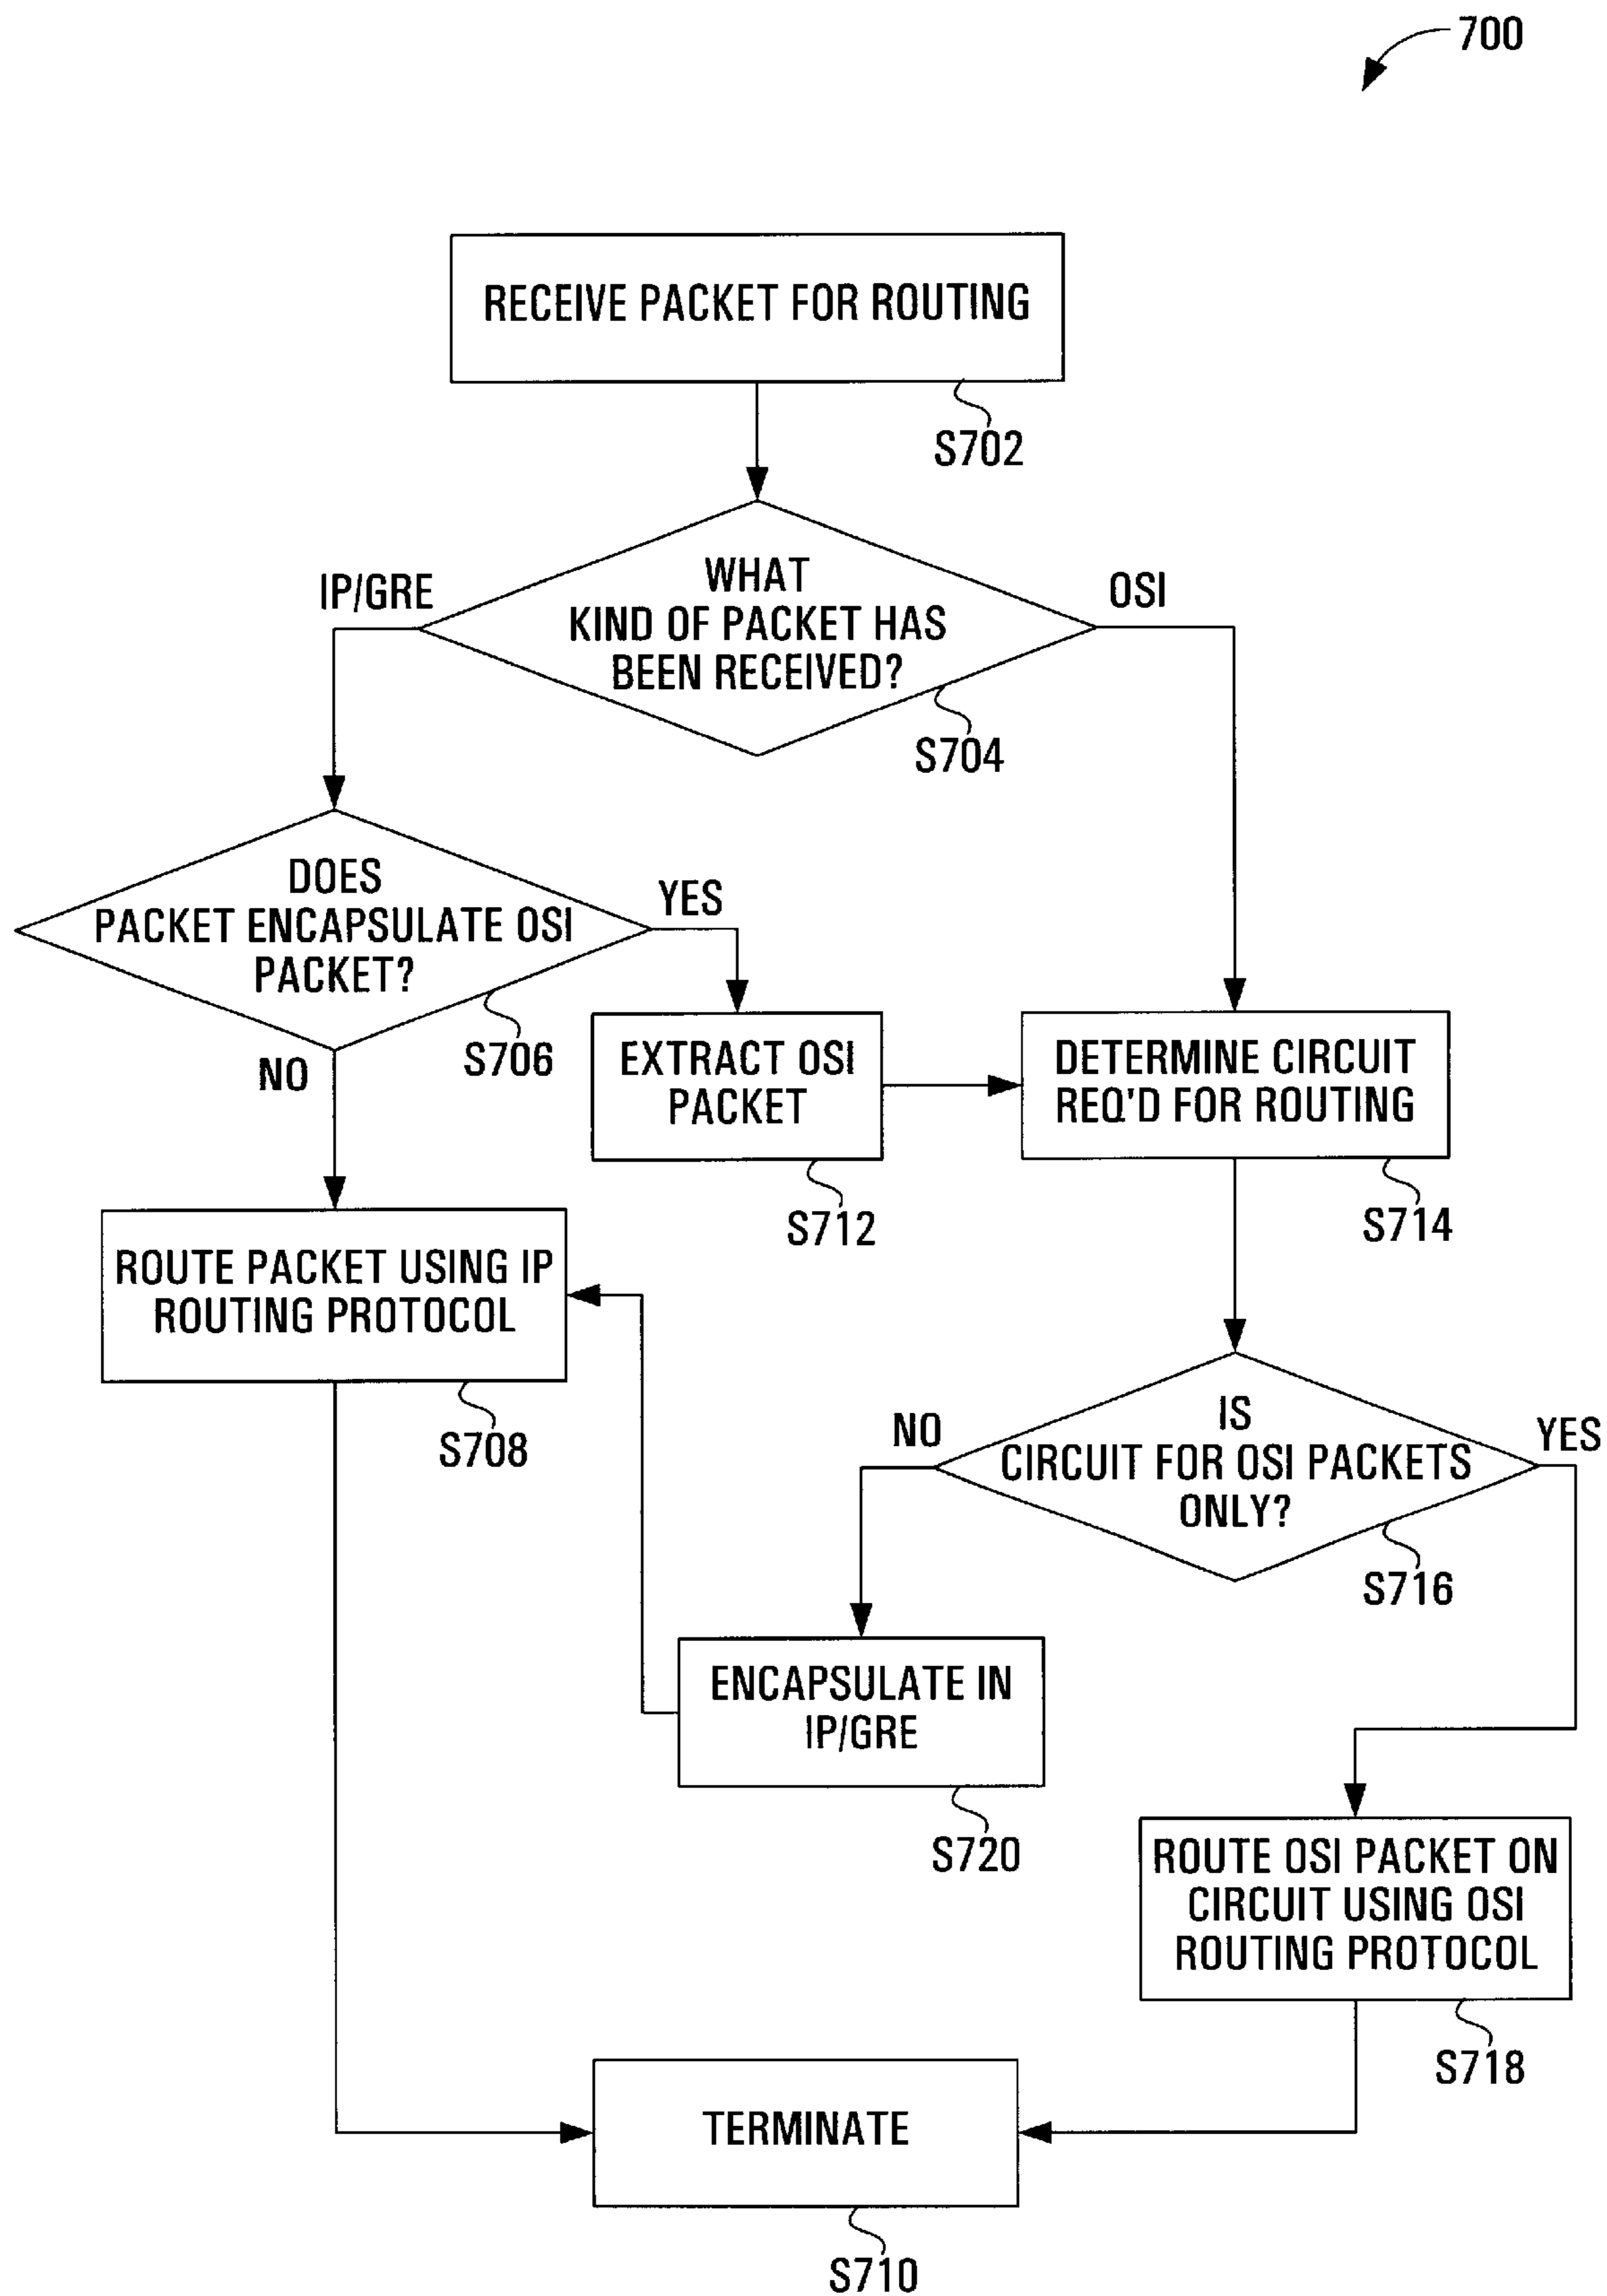 700
RECEIVE PACKET FOR ROUTING
S702
WHAT
KIND OF PACKET HAS
BEEN RECEIVED?
IP/GRE
OSI
S704
DOES
PACKET ENCAPSULATE OSI
PACKET?
YES
NO
S706
EXTRACT OSI
PACKET
S712
DETERMINE CIRCUIT
REQ'D FOR ROUTING
S714
ROUTE PACKET USING IP
ROUTING PROTOCOL
S708
IS
CIRCUIT FOR OSI PACKETS
ONLY?
NO
YES
S716
ENCAPSULATE IN
IP/GRE
S720
ROUTE OSI PACKET ON
CIRCUIT USING OSI
ROUTING PROTOCOL
S718
TERMINATE
S710